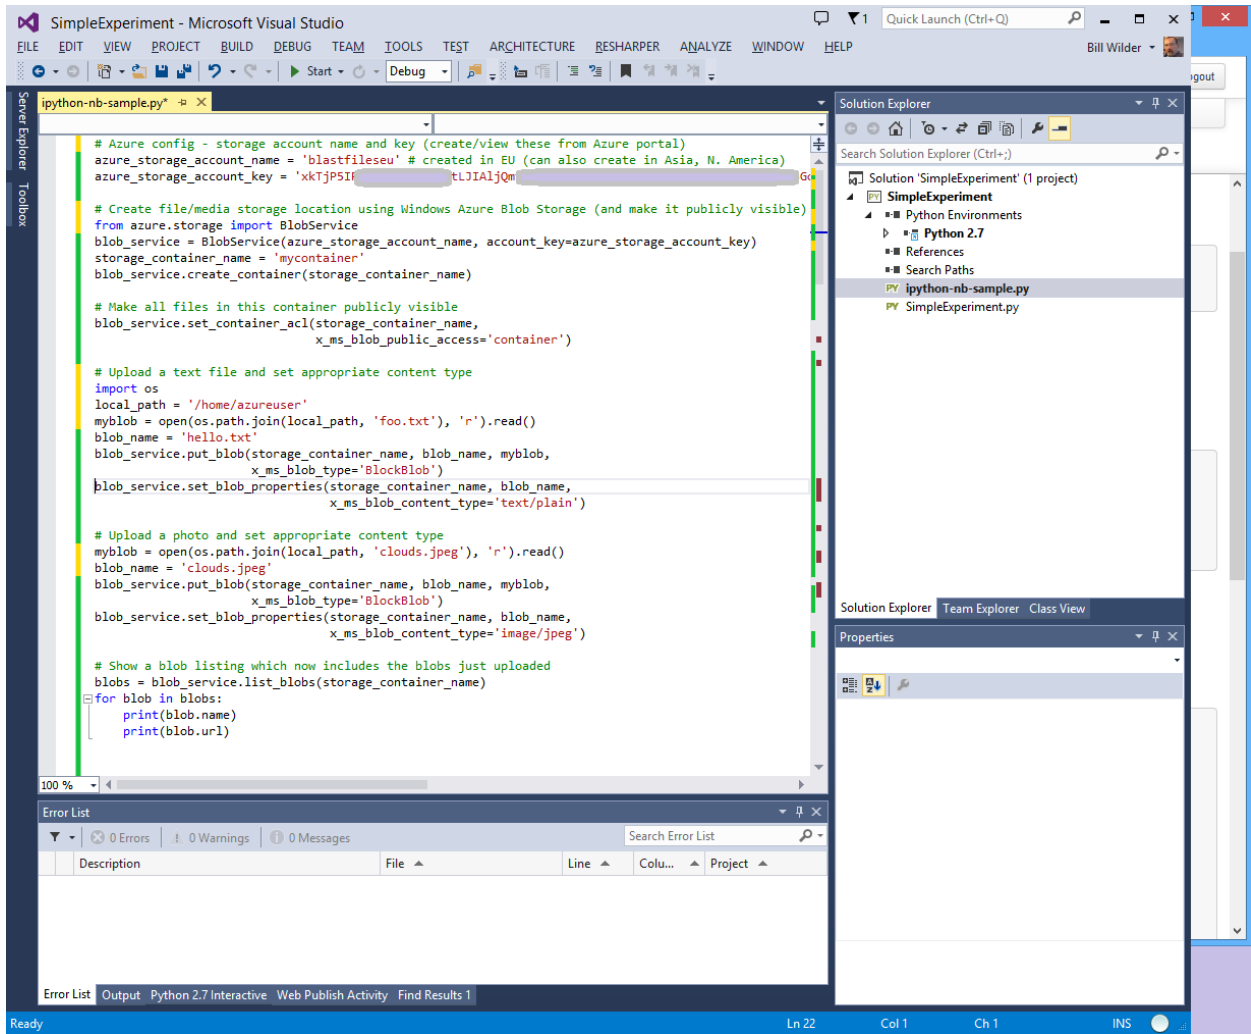 SimpleExperiment - Microsoft Visual Studio
1
Quick Launch (Ctrl+Q)
FILE EDIT VIEW PROJECT BUILD DEBUG TEAM TOOLS TEST ARCHITECTURE RESHARPER ANALYZE WINDOW HELP
Bill Wilder
Start
Debug
gout
Server Explorer
Toolbox
ipython-nb-sample.py*
# Azure config - storage account name and key (create/view these from Azure portal)
azure_storage_account_name = 'blastfileseu' # created in EU (can also create in Asia, N. America)
azure_storage_account_key = 'xkTjP5I tLJIAljQm
# Create file/media storage location using Windows Azure Blob Storage (and make it publicly visible)
from azure.storage import BlobService
blob_service = BlobService(azure_storage_account_name, account_key=azure_storage_account_key)
storage_container_name = 'mycontainer'
blob_service.create_container(storage_container_name)
# Make all files in this container publicly visible
blob_service.set_container_acl(storage_container_name,
x_ms_blob_public_access='container')
# Upload a text file and set appropriate content type
import os
local_path = '/home/azureuser'
myblob = open(os.path.join(local_path, 'foo.txt'), 'r').read()
blob_name = 'hello.txt'
blob_service.put_blob(storage_container_name, blob_name, myblob,
x_ms_blob_type='BlockBlob')
blob_service.set_blob_properties(storage_container_name, blob_name,
x_ms_blob_content_type='text/plain')
# Upload a photo and set appropriate content type
myblob = open(os.path.join(local_path, 'clouds.jpeg'), 'r').read()
blob_name = 'clouds.jpeg'
blob_service.put_blob(storage_container_name, blob_name, myblob,
x_ms_blob_type='BlockBlob')
blob_service.set_blob_properties(storage_container_name, blob_name,
x_ms_blob_content_type='image/jpeg')
# Show a blob listing which now includes the blobs just uploaded
blobs = blob_service.list_blobs(storage_container_name)
for blob in blobs:
print(blob.name)
print(blob.url)
100 %
Solution Explorer
Search Solution Explorer (Ctrl+;)
Solution 'SimpleExperiment' (1 project)
PY SimpleExperiment
Python Environments
Python 2.7
References
Search Paths
PY ipython-nb-sample.py
PY SimpleExperiment.py
Solution Explorer Team Explorer Class View
Properties
Error List
0 Errors 0 Warnings 0 Messages
Search Error List
Description File Line Colu... Project
Error List Output Python 2.7 Interactive Web Publish Activity Find Results 1
Ready Ln 22 Col 1 Ch 1 INS